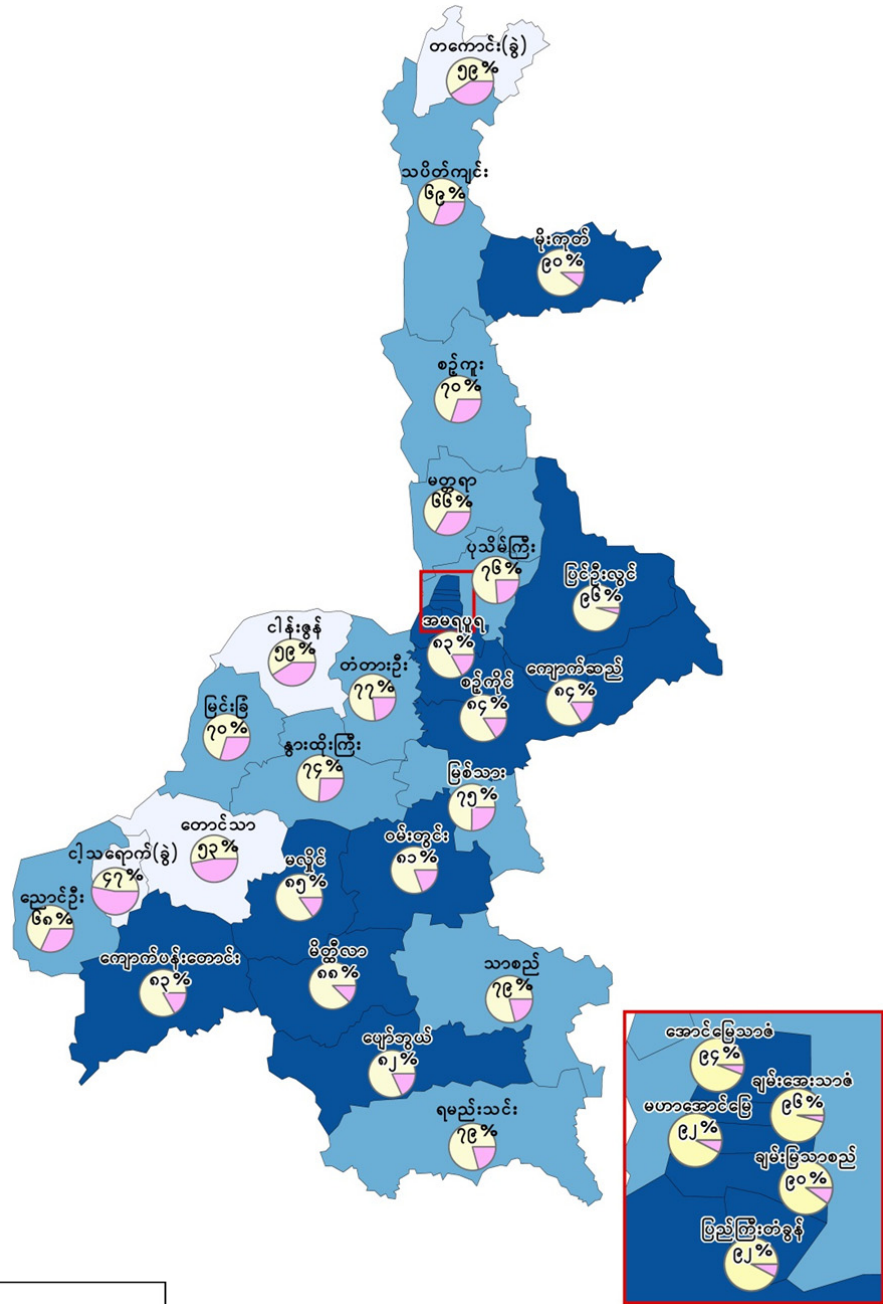 တကောင်း(ခွဲ)
၅၉%
သပိတ်ကျင်း
၆၉%
မိုးကုတ်
၉၀%
စဉ့်ကူး
၇၀%
မတ္တရာ
၆၆%
ပုသိမ်ကြီး
၇၆%
ပြင်ဦးလွင်
၉၆%
အမရပူရ
၈၃%
ငါန်းဇွန်
၅၉%
တံတားဦး
၇၇%
စဉ့်ကိုင်
၈၄%
ကျောက်ဆည်
၈၄%
မြင်းခြံ
၇၀%
နွားထိုးကြီး
၇၄%
မြစ်သား
၇၅%
တောင်သာ
၅၃%
ဝမ်းတွင်း
၈၁%
ငါ့သရောက်(ခွဲ)
၄၇%
မလှိုင်
၈၅%
ညောင်ဦး
၆၈%
ကျောက်ပန်းတောင်း
၈၃%
မိတ္ထီလာ
၈၈%
သာစည်
၇၉%
ပျော်ဘွယ်
၈၂%
ရမည်းသင်း
၇၉%
အောင်မြေသာစံ
၉၄%
ချမ်းအေးသာစံ
၉၆%
မဟာအောင်မြေ
၉၂%
ချမ်းမြသာစည်
၉၀%
ပြည်ကြီးတံခွန်
၉၂%